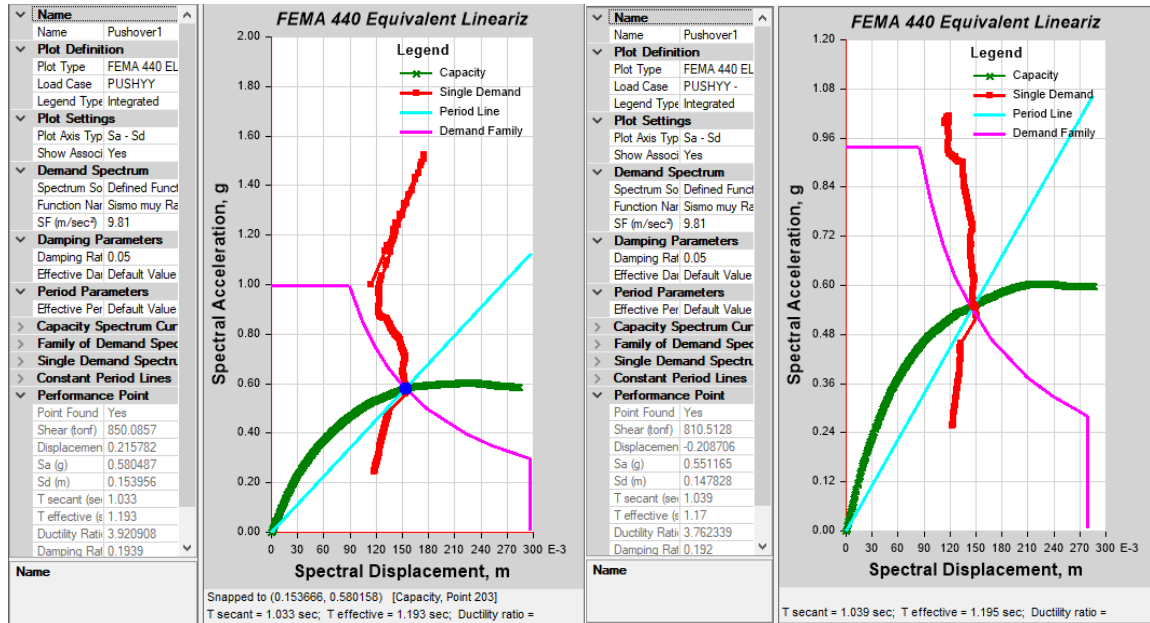 Name
Name Pushover1
Plot Definition
Plot Type FEMA 440 EL
Load Case PUSHYY
Legend Type Integrated
Plot Settings
Plot Axis Typ Sa - Sd
Show Associ Yes
Demand Spectrum
Spectrum So Defined Funct
Function Nar Sismo muy Ra
SF (m/sec²) 9.81
Damping Parameters
Damping Rat 0.05
Effective Dar Default Value
Period Parameters
Effective Per Default Value
Capacity Spectrum Cur
Family of Demand Spec
Single Demand Spectru
Constant Period Lines
Performance Point
Point Found Yes
Shear (tonf) 850.0857
Displacemen 0.215782
Sa (g) 0.580487
Sd (m) 0.153956
T secant (sec 1.033
T effective (s 1.193
Ductility Ratio 3.920908
Damping Rat 0.1939
Name
FEMA 440 Equivalent Lineariz
Legend
Capacity
Single Demand
Period Line
Demand Family
Spectral Acceleration, g
2.00
1.80
1.60
1.40
1.20
1.00
0.80
0.60
0.40
0.20
0.00
0 30 60 90 120 150 180 210 240 270 300 E-3
Spectral Displacement, m
Snapped to (0.153666, 0.580158) [Capacity, Point 203]
T secant = 1.033 sec; T effective = 1.193 sec; Ductility ratio =
Name
Name Pushover1
Plot Definition
Plot Type FEMA 440 EL
Load Case PUSHYY -
Legend Type Integrated
Plot Settings
Plot Axis Typ Sa - Sd
Show Associ Yes
Demand Spectrum
Spectrum So Defined Funct
Function Nar Sismo muy Ra
SF (m/sec²) 9.81
Damping Parameters
Damping Rat 0.05
Effective Dar Default Value
Period Parameters
Effective Per Default Value
Capacity Spectrum Cur
Family of Demand Spec
Single Demand Spectru
Constant Period Lines
Performance Point
Point Found Yes
Shear (tonf) 810.5128
Displacemen -0.208706
Sa (g) 0.551165
Sd (m) 0.147828
T secant (sec 1.039
T effective (s 1.17
Ductility Ratio 3.762339
Damping Rat 0.192
Name
FEMA 440 Equivalent Lineariz
Legend
Capacity
Single Demand
Period Line
Demand Family
Spectral Acceleration, g
1.20
1.08
0.96
0.84
0.72
0.60
0.48
0.36
0.24
0.12
0.00
0 30 60 90 120 150 180 210 240 270 300 E-3
Spectral Displacement, m
T secant = 1.039 sec; T effective = 1.195 sec; Ductility ratio =